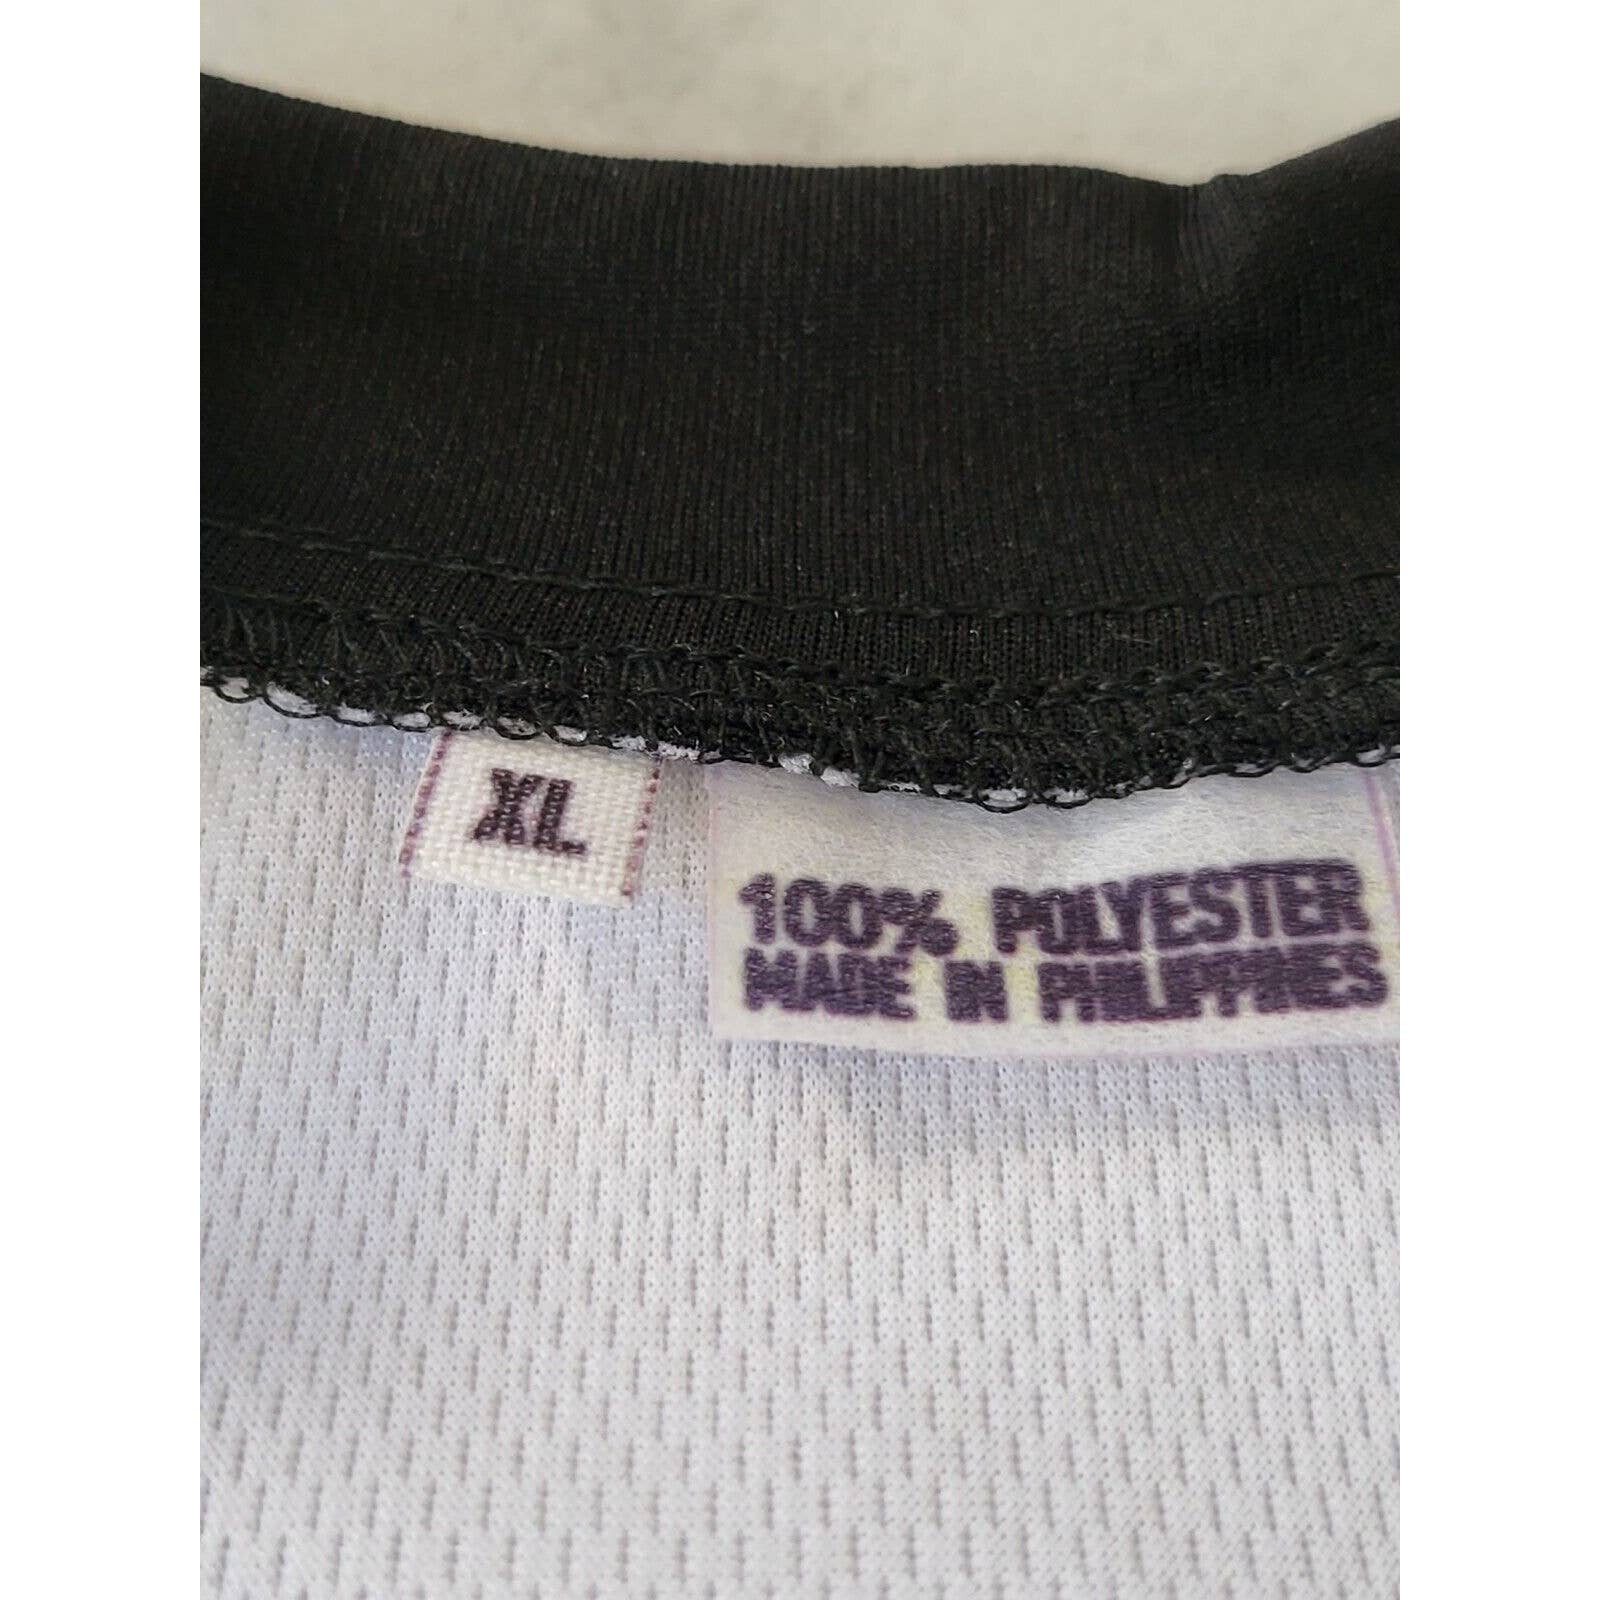 XL
100% POLYESTER
MADE IN PHILIPPINES